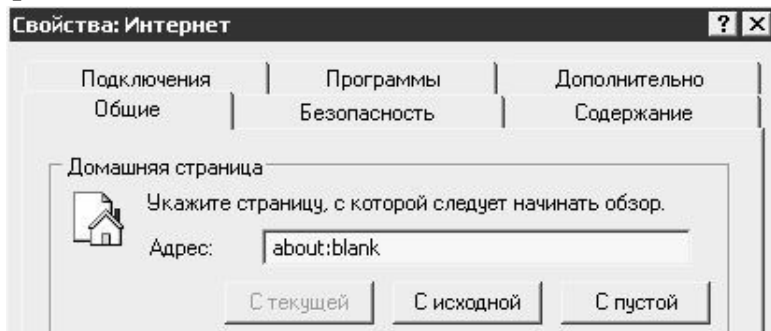 Свойства: Интернет ? ×
Подключения Программы Дополнительно
Общие Безопасность Содержание
Домашняя страница
Укажите страницу, с которой следует начинать обзор.
Адрес: about:blank
С текущей С исходной С пустой